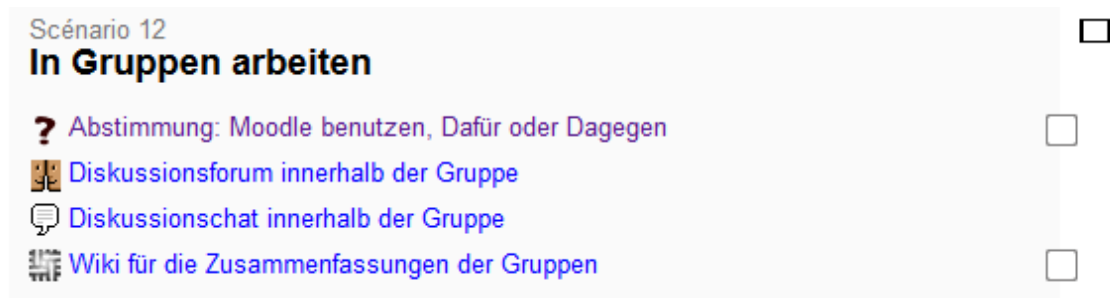 Scénario 12
In Gruppen arbeiten
Abstimmung: Moodle benutzen, Dafür oder Dagegen
Diskussionsforum innerhalb der Gruppe
Diskussionschat innerhalb der Gruppe
Wiki für die Zusammenfassungen der Gruppen